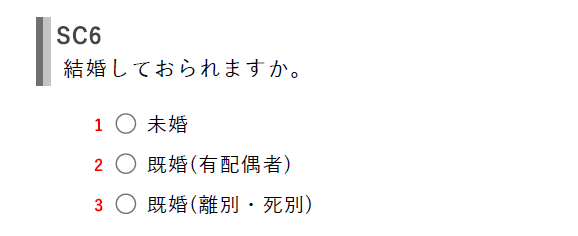 SC6
結婚しておられますか。
1 未婚
2 既婚(有配偶者)
3 既婚(離別・死別)